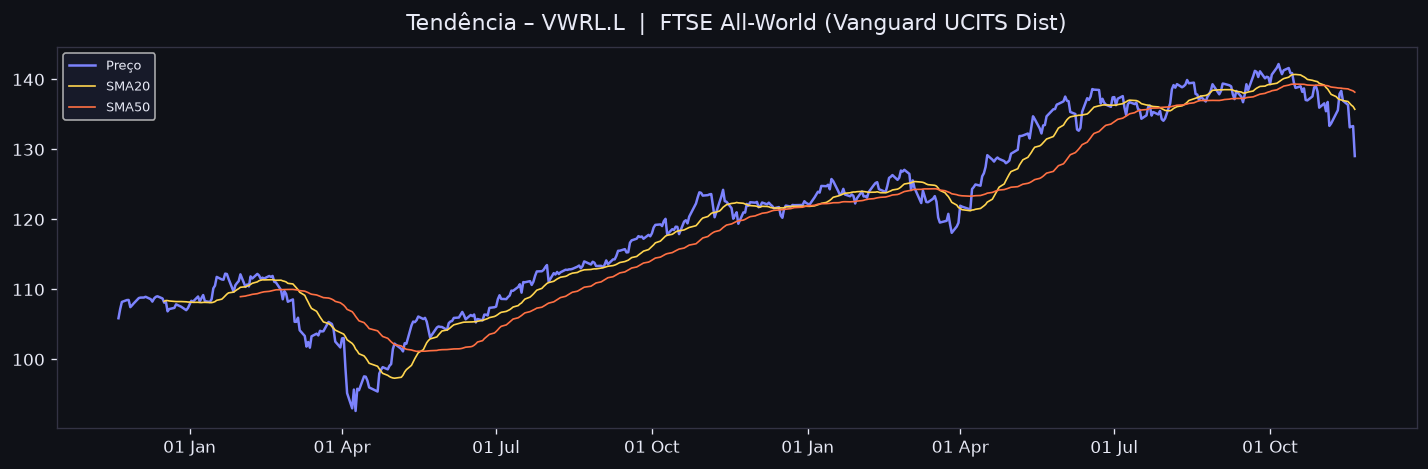 Tendência – VWRL.L | FTSE All-World (Vanguard UCITS Dist)
Preço
SMA20
SMA50
140
130
120
110
100
01 Jan 01 Apr 01 Jul 01 Oct 01 Jan 01 Apr 01 Jul 01 Oct